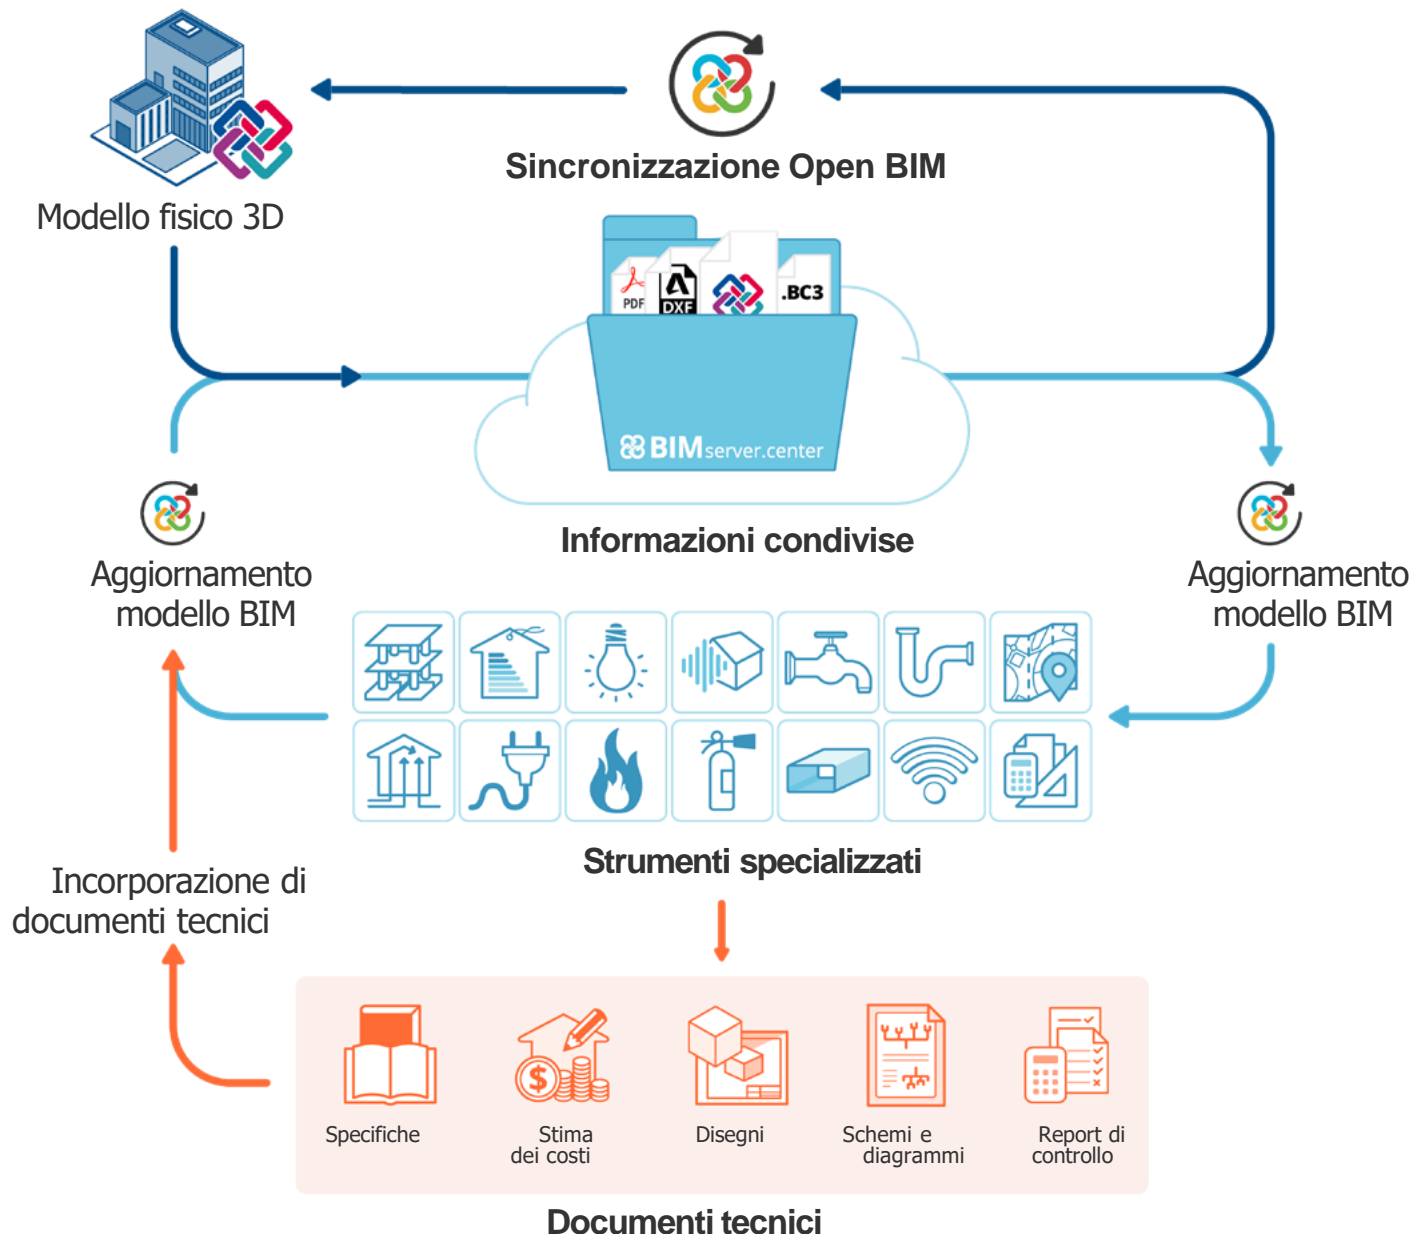 Sincronizzazione Open BIM
Modello fisico 3D
PDF
DXF
.BC3
BIMserver.center
Informazioni condivise
Aggiornamento
modello BIM
Aggiornamento
modello BIM
Strumenti specializzati
Incorporazione di
documenti tecnici
$
Specifiche
Stima
dei costi
Disegni
Schemi e
diagrammi
Report di
controllo
Documenti tecnici